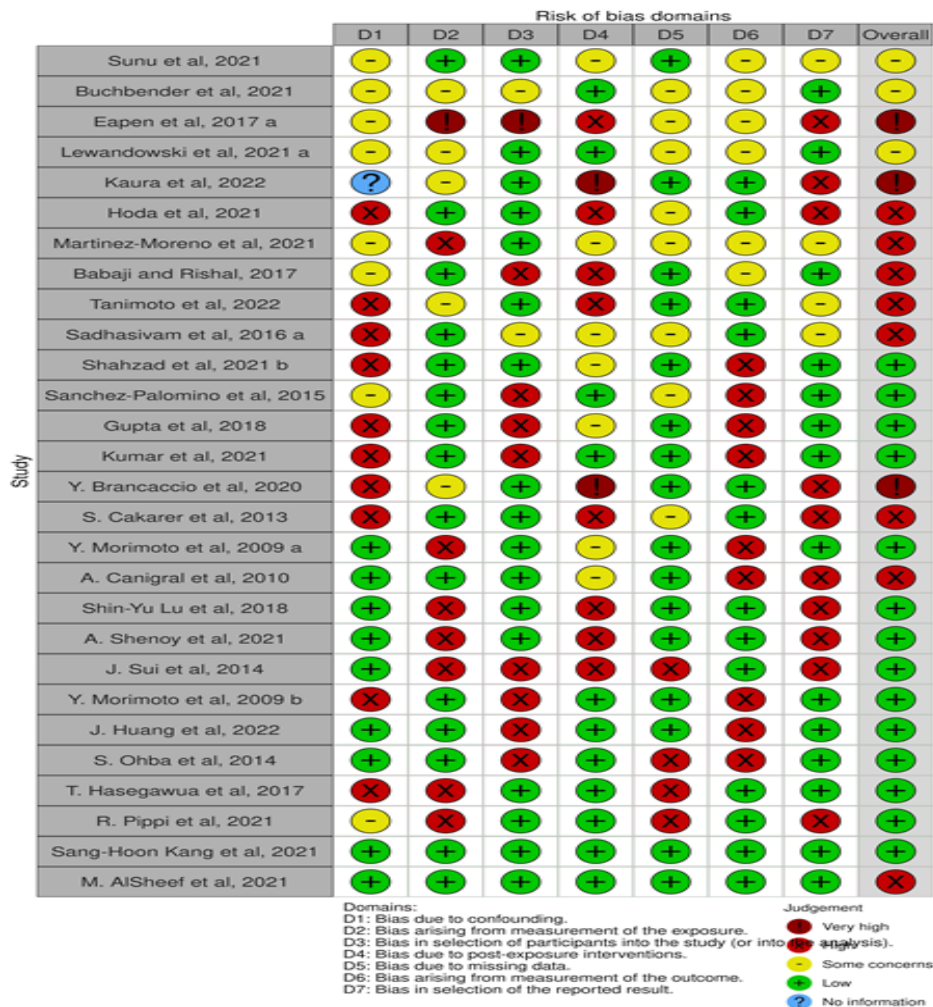 Risk of bias domains
D1 D2 D3 D4 D5 D6 D7 Overall
Sunu et al, 2021 - + + - + - - -
Buchbender et al, 2021 - - - + - - + -
Eapen et al, 2017 a - ! ! X - - X !
Lewandowski et al, 2021 a - - + + - - + -
Kaura et al, 2022 ? - + ! + + X !
Hoda et al, 2021 X + + X - + X X
Martinez-Moreno et al, 2021 - X + - - - - X
Babaji and Rishal, 2017 - + X X + - + X
Tanimoto et al, 2022 X - + X + + - X
Sadhasivam et al, 2016 a X + - - - + - X
Shahzad et al, 2021 b X + + - + X + +
Sanchez-Palomino et al, 2015 - + X + - X + +
Gupta et al, 2018 X + X - + X + +
Kumar et al, 2021 X + X + + X + +
Y. Brancaccio et al, 2020 X - + ! + + X !
S. Cakarer et al, 2013 X + + X - + X X
Y. Morimoto et al, 2009 a + X + - + X + +
A. Canigral et al, 2010 + + + - + X X X
Shin-Yu Lu et al, 2018 + X + X + + X +
A. Shenoy et al, 2021 + X + X + + X +
J. Sui et al, 2014 + X X X X + X +
Y. Morimoto et al, 2009 b X + X + + X + +
J. Huang et al, 2022 + + X + + X + +
S. Ohba et al, 2014 + + X + X X + +
T. Hasegawua et al, 2017 X X + + X + + +
R. Pippi et al, 2021 - X + + X + X +
Sang-Hoon Kang et al, 2021 + + + + + + + +
M. AlSheef et al, 2021 + + + + + + + X
Study
Domains:
D1: Bias due to confounding.
D2: Bias arising from measurement of the exposure.
D3: Bias in selection of participants into the study (or into the analysis).
D4: Bias due to post-exposure interventions.
D5: Bias due to missing data.
D6: Bias arising from measurement of the outcome.
D7: Bias in selection of the reported result.
Judgement
! Very high
X High
- Some concerns
+ Low
? No information